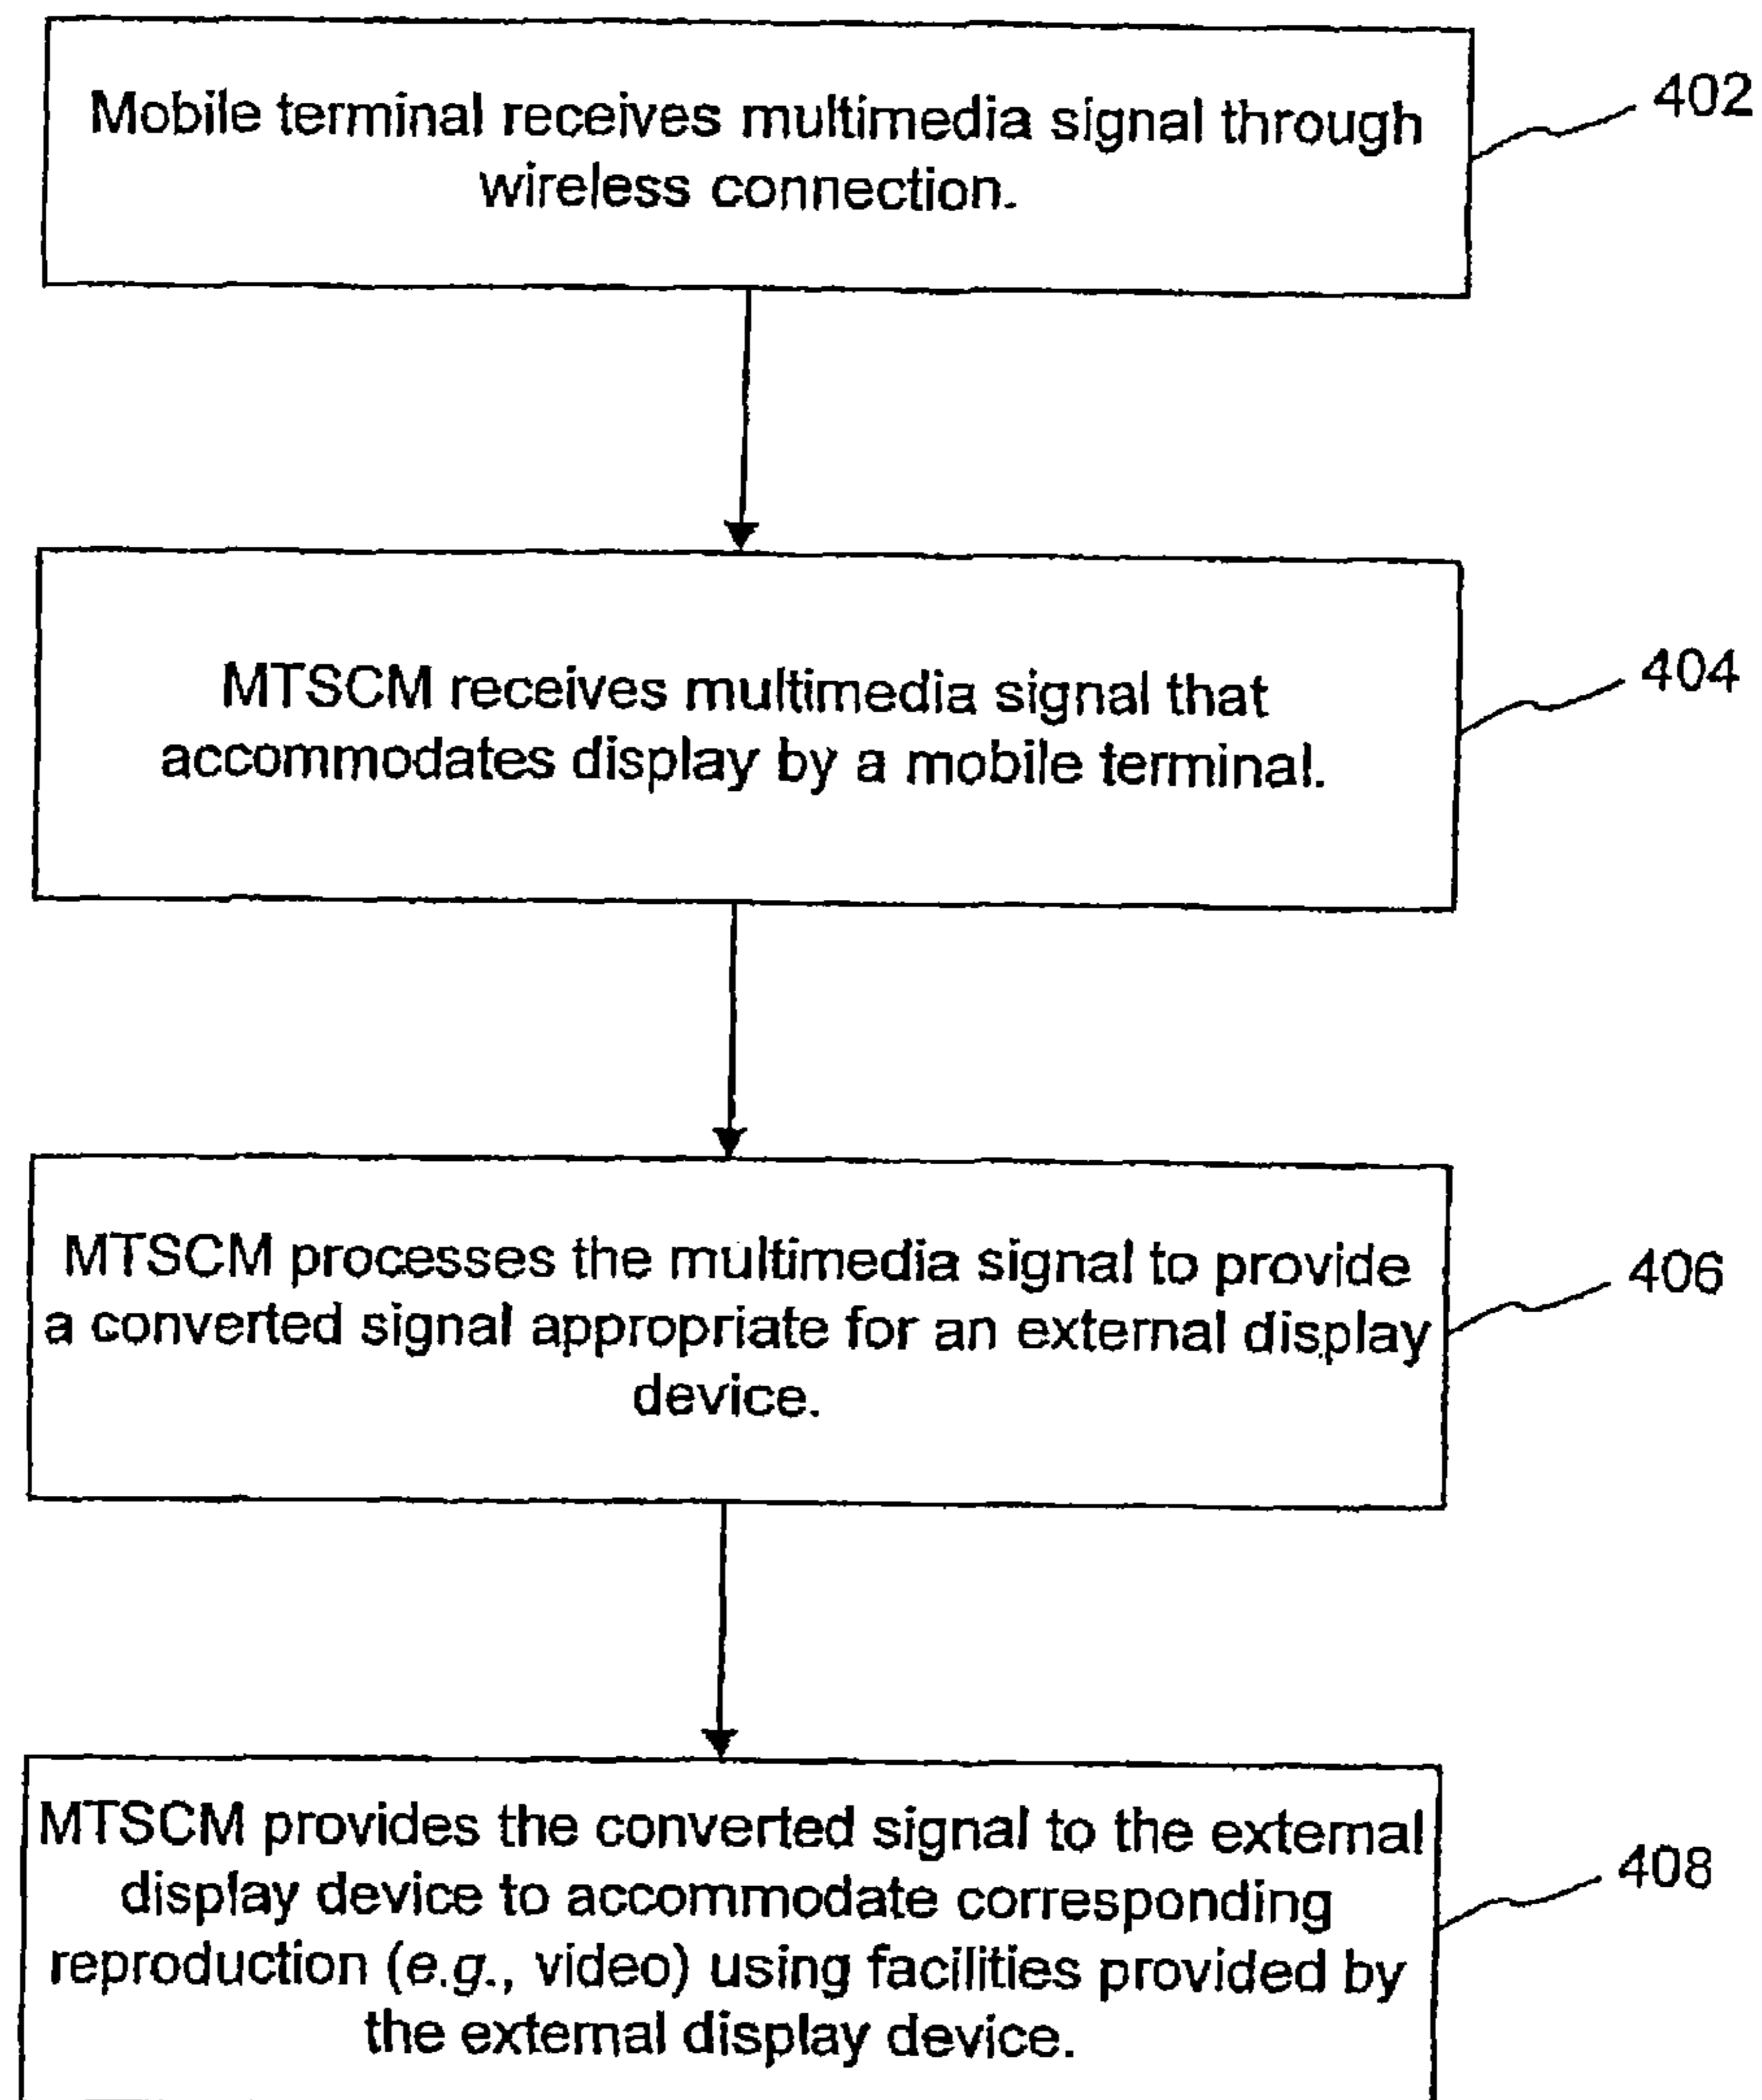 Mobile terminal receives multimedia signal through
wireless connection.
402
MTSCM receives multimedia signal that
accommodates display by a mobile terminal.
404
MTSCM processes the multimedia signal to provide
a converted signal appropriate for an external display
device.
406
MTSCM provides the converted signal to the external
display device to accommodate corresponding
reproduction (e.g., video) using facilities provided by
the external display device.
408